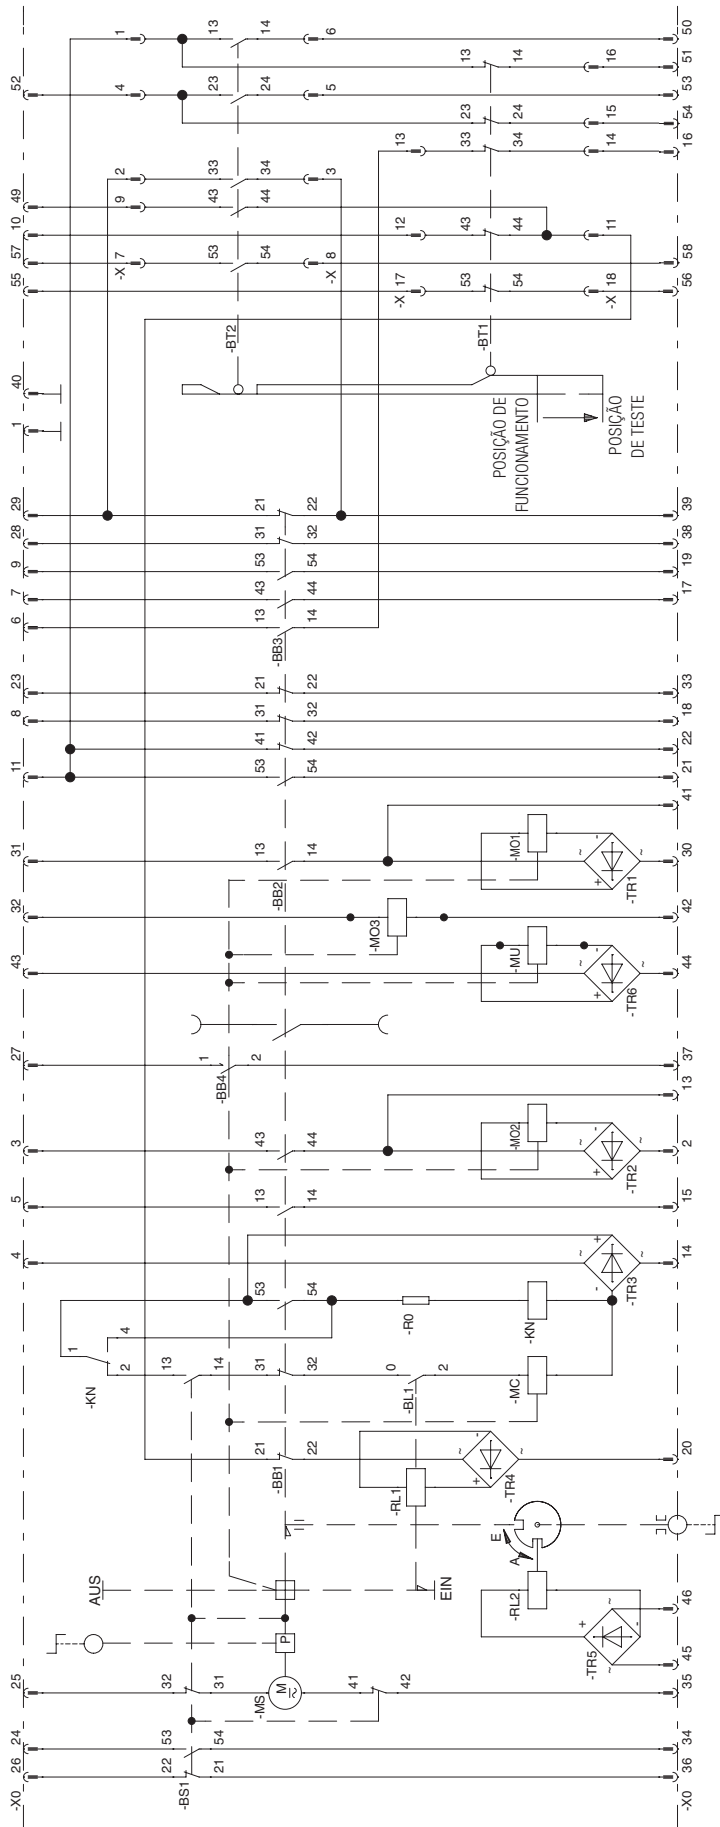 -X0 26 24 25 4 5 3 27 43 32 31 11 8 23 6 7 9 28 29 1 40 55 57 10 49 52
1
-KN
AUS
2 4
-X 7 9 2 4 1
22 53 32 13 1
-BS1
21 54 31 14 2
-BB4
53 43 33 23 13
-BT2
54 44 34 24 14
21 31 53 13 43 13 53 41 31 21 13 43 53 31 21
-MS M P
-BB1 -BB2 -BB3
22 32 54 14 44 14 54 42 32 22 14 44 54 32 22
-X 8 3 5 6
41 0
-MO3
-RL1 -BL1 -R0
-X 17 12 13
42 2
EIN
53 43 33 23 13
-BT1
54 44 34 24 14
POSIÇÃO DE
FUNCIONAMENTO
-TR4
A E
-RL2 -MC -KN -MO2 -MU -MO1
-TR5 -TR3 -TR2 -TR6 -TR1
POSIÇÃO
DE TESTE
-X 18 11 14 15 16
-X0 36 34 35 45 46 20 14 15 2 13 37 44 42 30 41 21 22 18 33 17 19 38 39 56 58 16 54 53 51 50